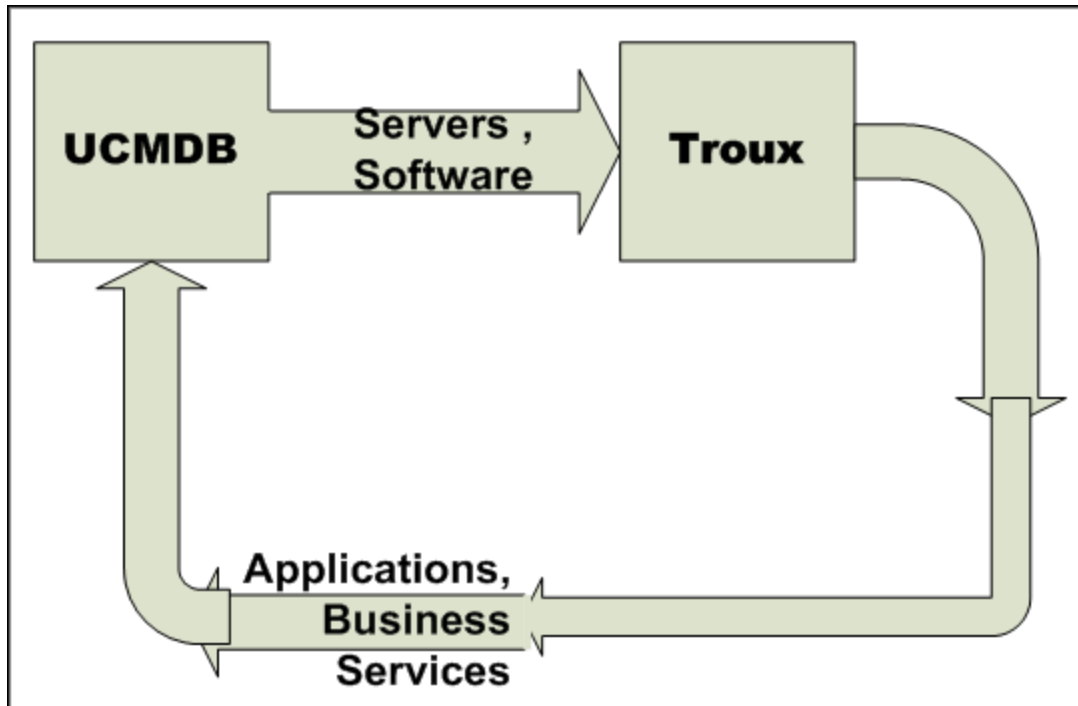 UCMDB
Servers ,
Software
Troux
Applications,
Business
Services